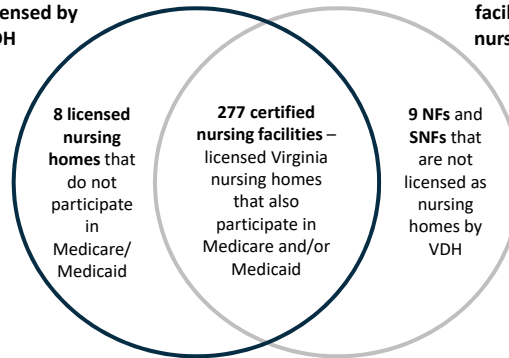 ensed by
DH
facil
nurs
8 licensed
nursing
homes that
do not
participate
in
Medicare/
Medicaid
277 certified
nursing facilities –
licensed Virginia
nursing homes
that also
participate in
Medicare and/or
Medicaid
9 NFs and
SNFs that
are not
licensed as
nursing
homes by
VDH